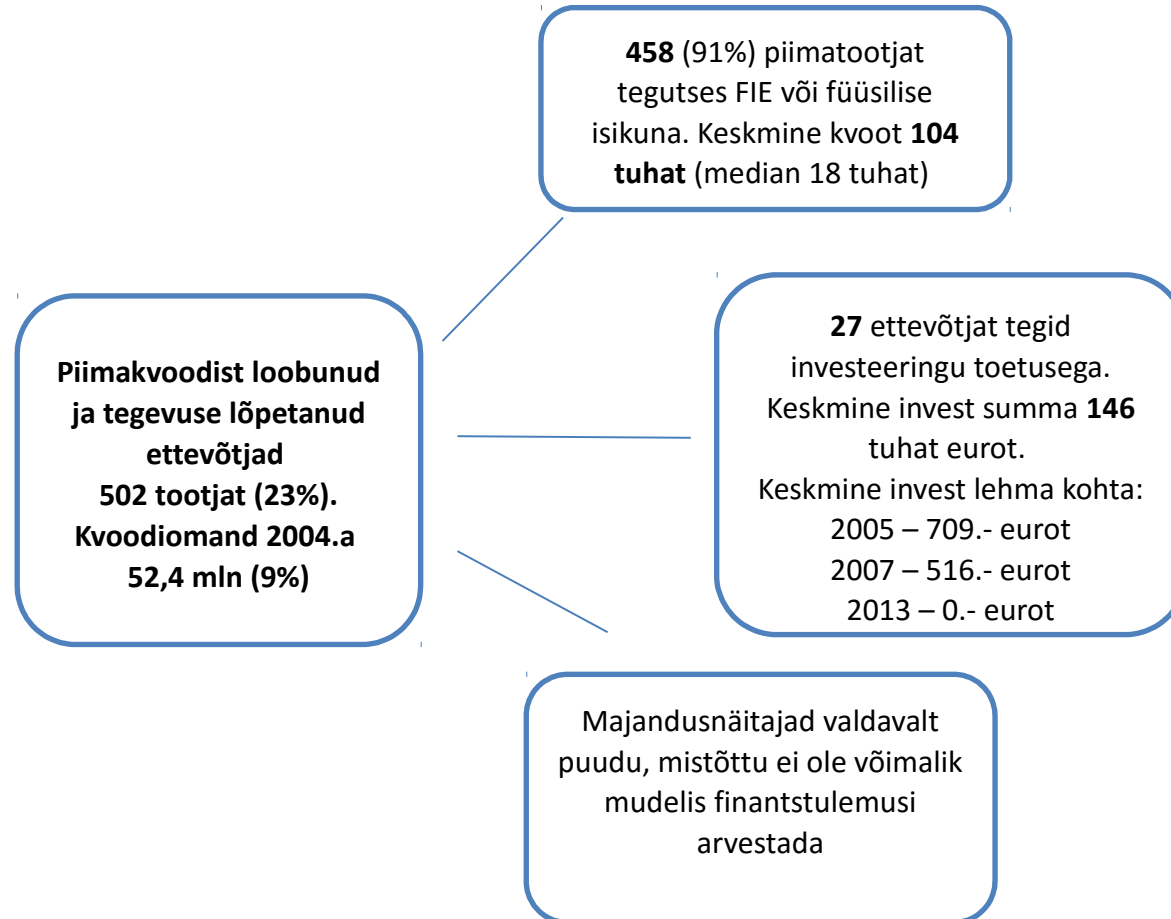 458 (91%) piimatootjat
tegutses FIE või füüsilise
isikuna. Keskmine kvoot 104
tuhat (median 18 tuhat)
Piimakvoodist loobunud
ja tegevuse lõpetanud
ettevõtjad
502 tootjat (23%).
Kvoodiomand 2004.a
52,4 mln (9%)
27 ettevõtjat tegid
investeeringu toetusega.
Keskmine invest summa 146
tuhat eurot.
Keskmine invest lehma kohta:
2005 – 709.- eurot
2007 – 516.- eurot
2013 – 0.- eurot
Majandusnäitajad valdavalt
puudu, mistõttu ei ole võimalik
mudelis finantstulemusi
arvestada